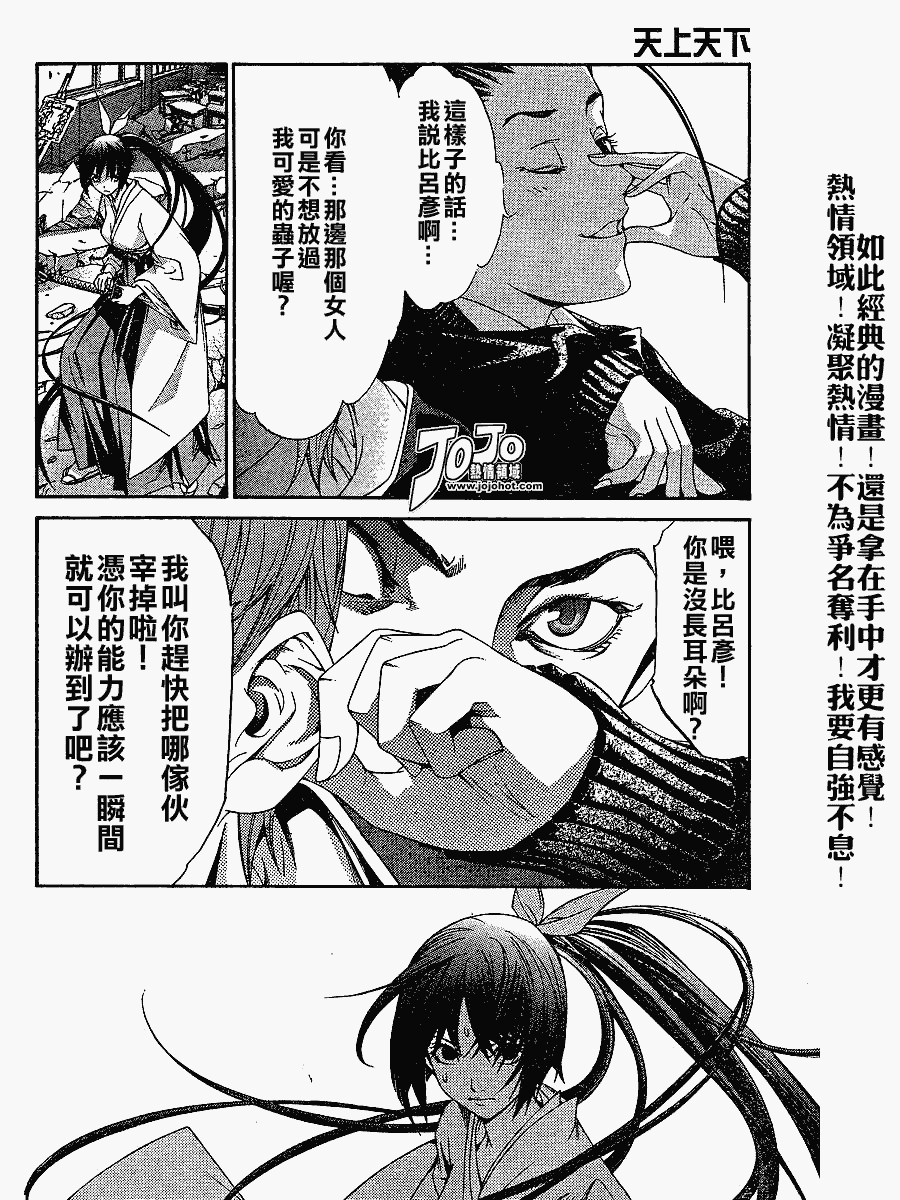 天上天下
這樣子的話…
我説比呂彥啊…
你看…那邊那個女人
可是不想放過
我可愛的蟲子喔？
JOJO
熱情領域
www.jojohot.com
喂，比呂彥！
你是沒長耳朵啊？
我叫你趕快把哪傢伙
宰掉啦！
憑你的能力應該一瞬間
就可以辦到了吧？
如此經典的漫畫！還是拿在手中才更有感覺！
熱情領域！凝聚熱情！不為爭名奪利！我要自強不息！